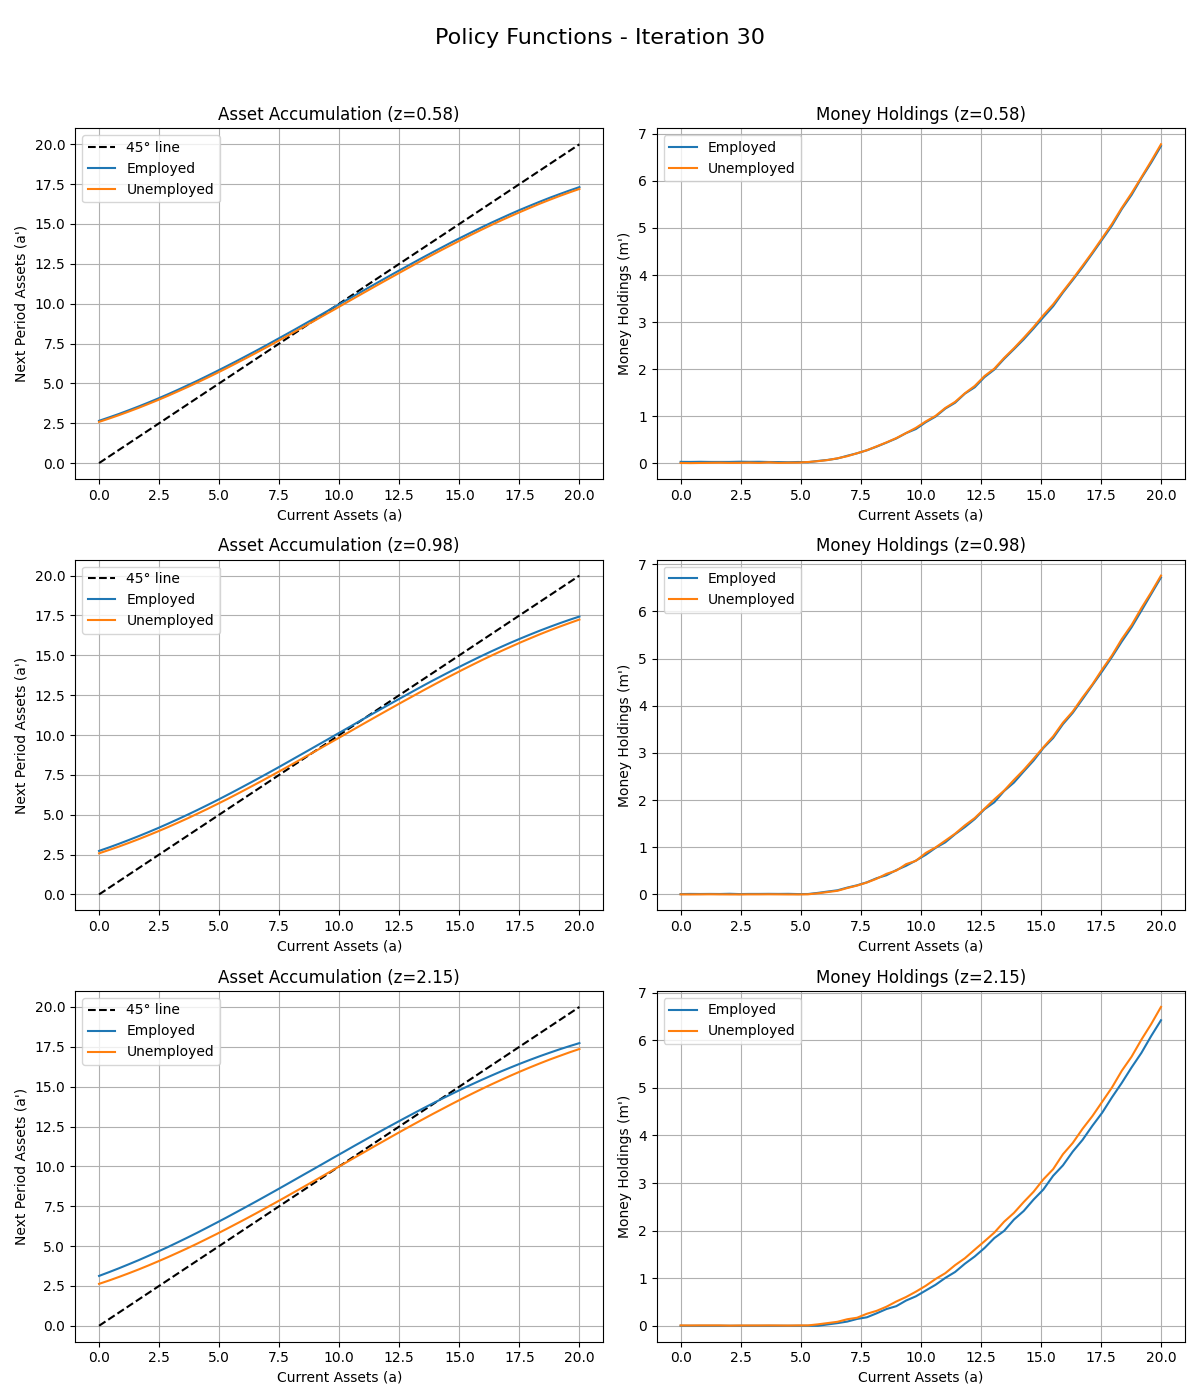 Policy Functions - Iteration 30
Asset Accumulation (z=0.58)
Next Period Assets (a')
20.0
17.5
15.0
12.5
10.0
7.5
5.0
2.5
0.0
45° line
Employed
Unemployed
0.0 2.5 5.0 7.5 10.0 12.5 15.0 17.5 20.0
Current Assets (a)
Money Holdings (z=0.58)
Money Holdings (m')
7
6
5
4
3
2
1
0
Employed
Unemployed
0.0 2.5 5.0 7.5 10.0 12.5 15.0 17.5 20.0
Current Assets (a)
Asset Accumulation (z=0.98)
Next Period Assets (a')
20.0
17.5
15.0
12.5
10.0
7.5
5.0
2.5
0.0
45° line
Employed
Unemployed
0.0 2.5 5.0 7.5 10.0 12.5 15.0 17.5 20.0
Current Assets (a)
Money Holdings (z=0.98)
Money Holdings (m')
7
6
5
4
3
2
1
0
Employed
Unemployed
0.0 2.5 5.0 7.5 10.0 12.5 15.0 17.5 20.0
Current Assets (a)
Asset Accumulation (z=2.15)
Next Period Assets (a')
20.0
17.5
15.0
12.5
10.0
7.5
5.0
2.5
0.0
45° line
Employed
Unemployed
0.0 2.5 5.0 7.5 10.0 12.5 15.0 17.5 20.0
Current Assets (a)
Money Holdings (z=2.15)
Money Holdings (m')
7
6
5
4
3
2
1
0
Employed
Unemployed
0.0 2.5 5.0 7.5 10.0 12.5 15.0 17.5 20.0
Current Assets (a)